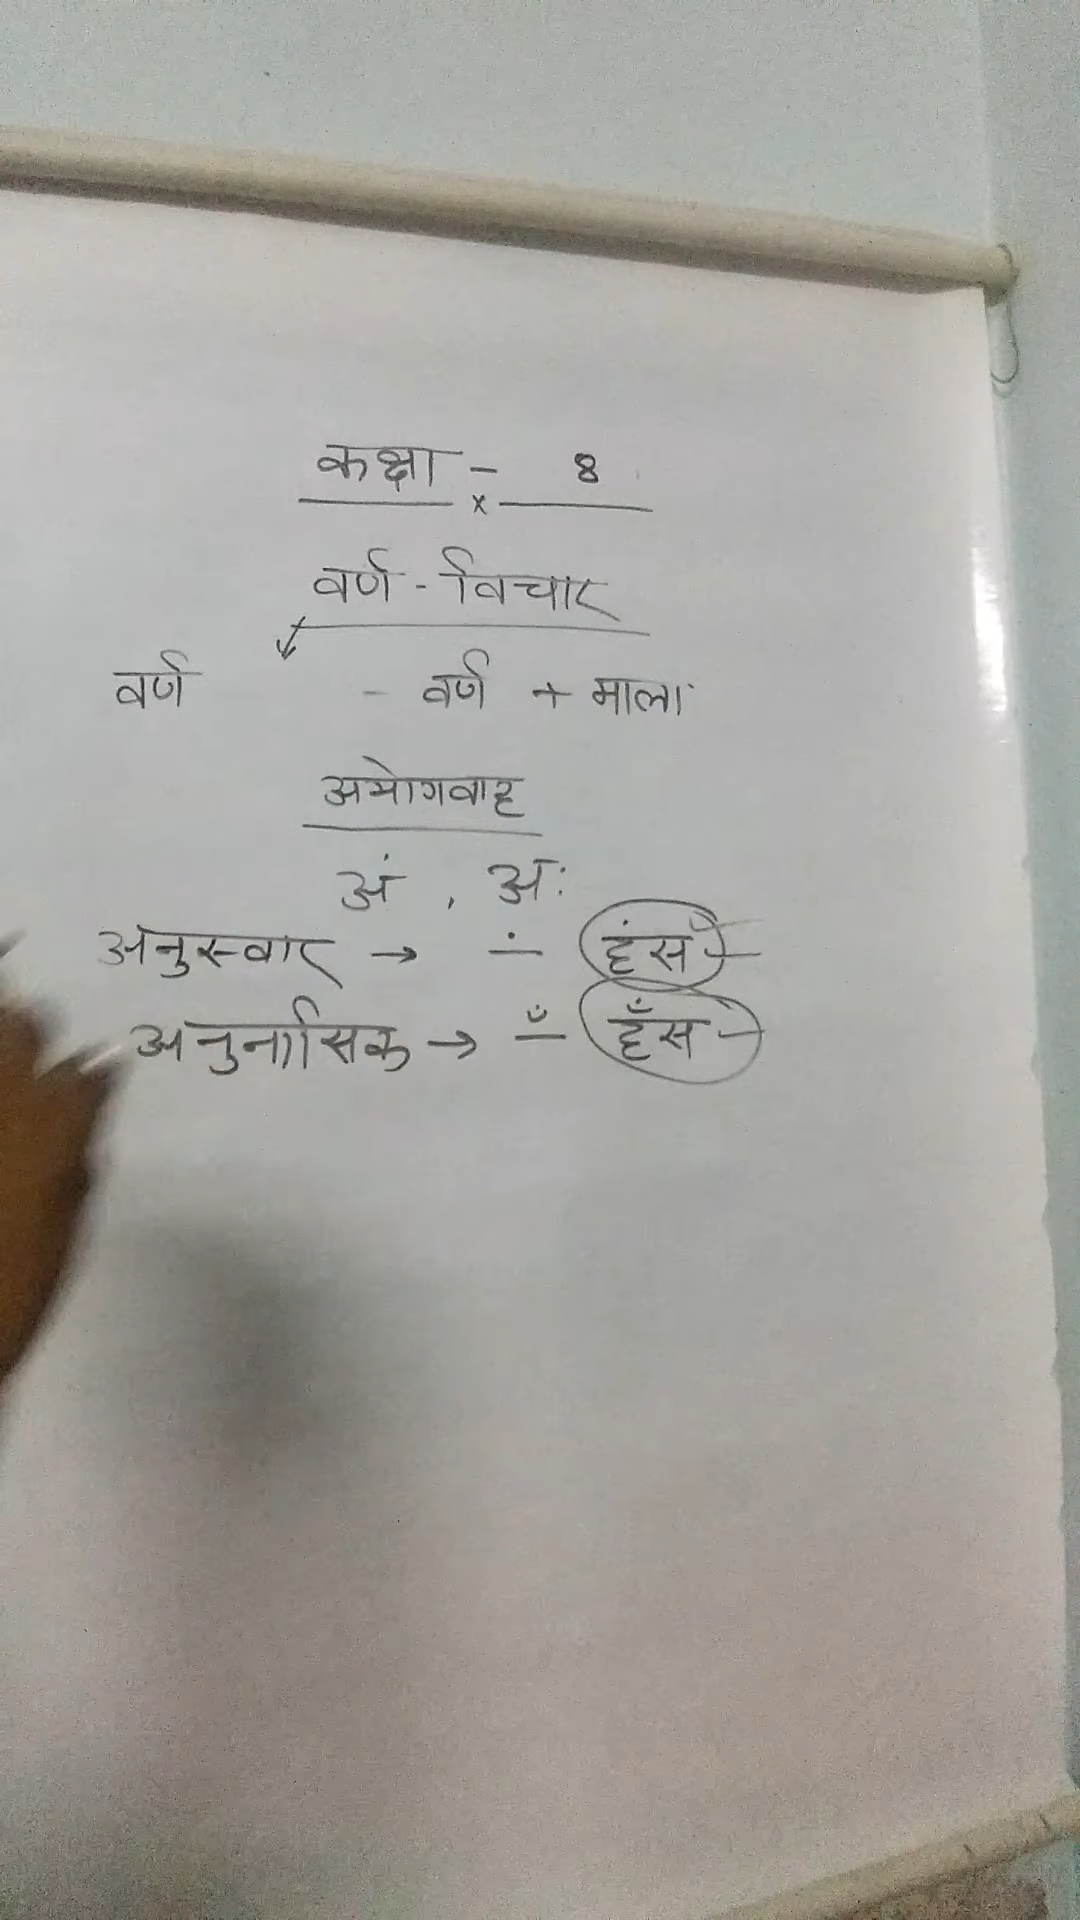 कक्षा - 8
x
वर्ण - विचार
वर्ण - वर्ण + माला
अयोगवाह
अं , अः
अनुस्वार → ∸ हंस -
अनुनासिक → ँ हँस -